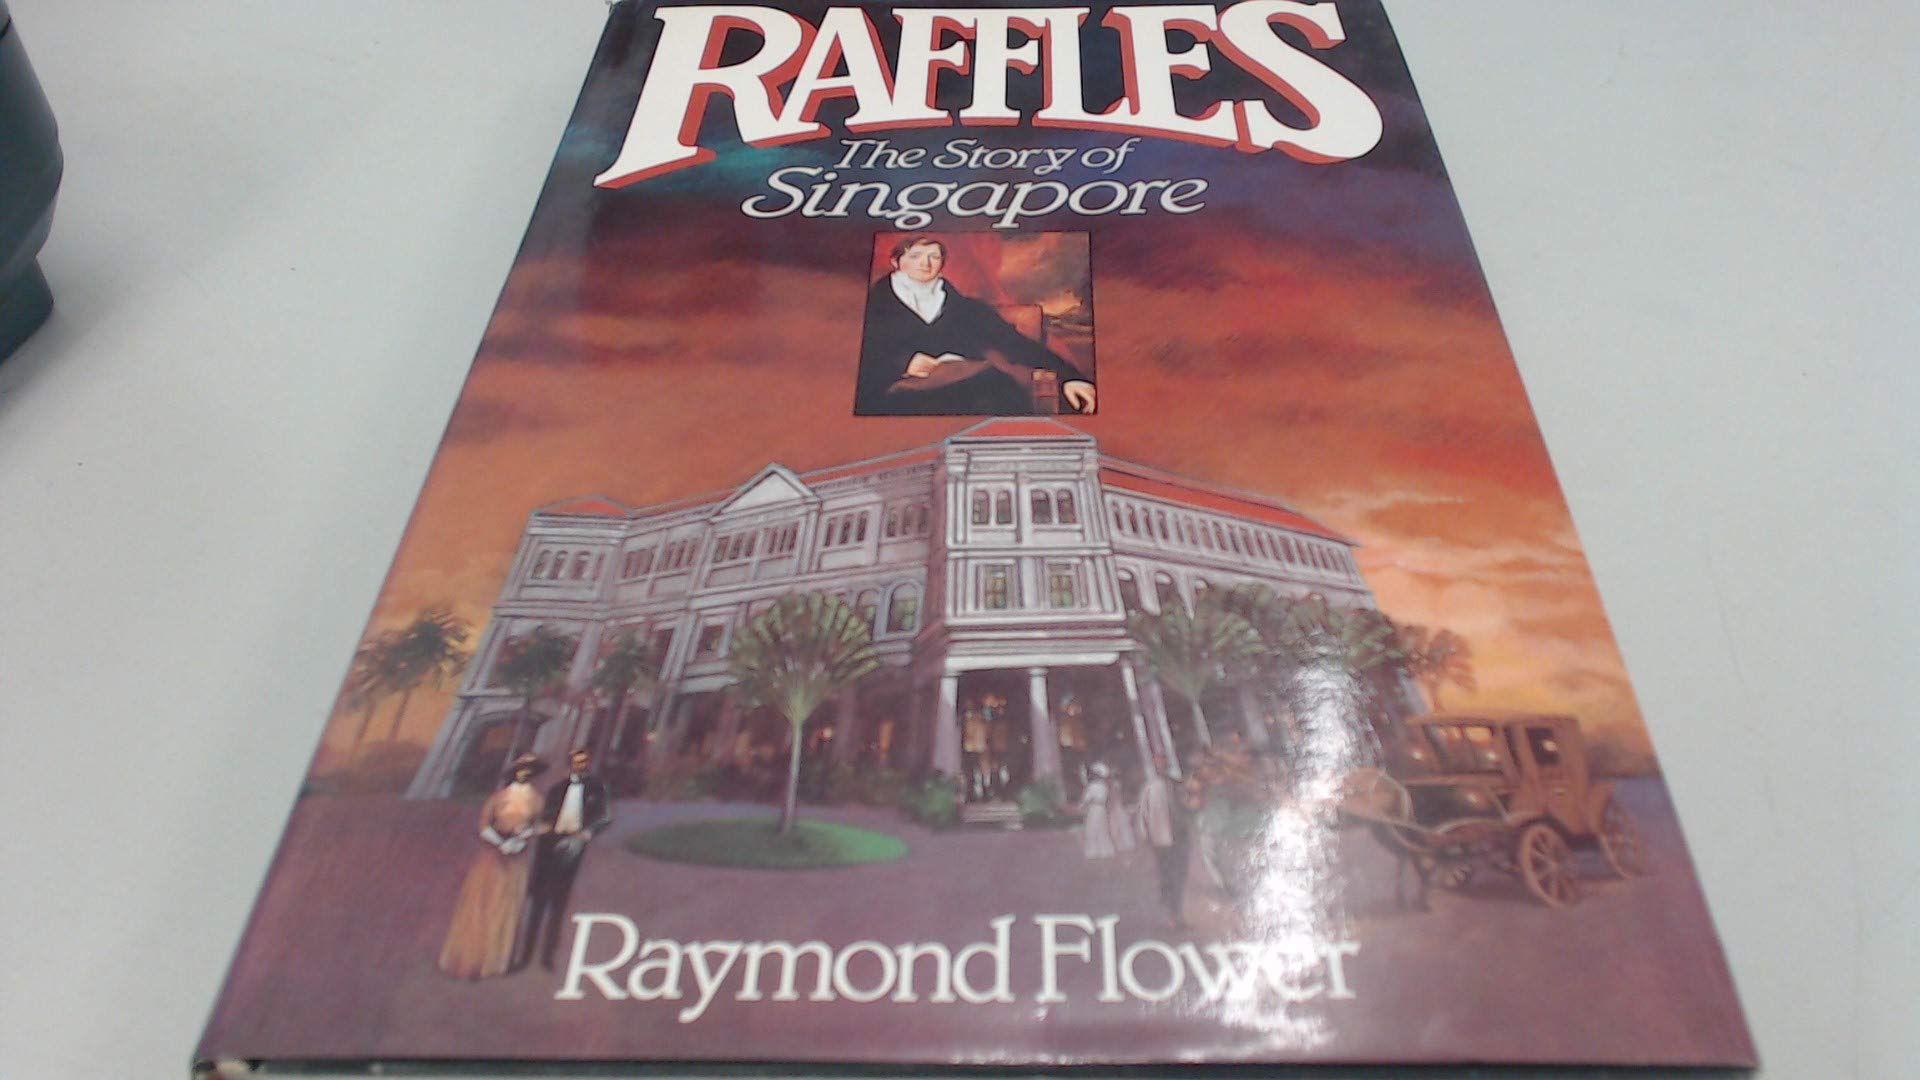 RAFFLES
The Story of
Singapore
Raymond Flower